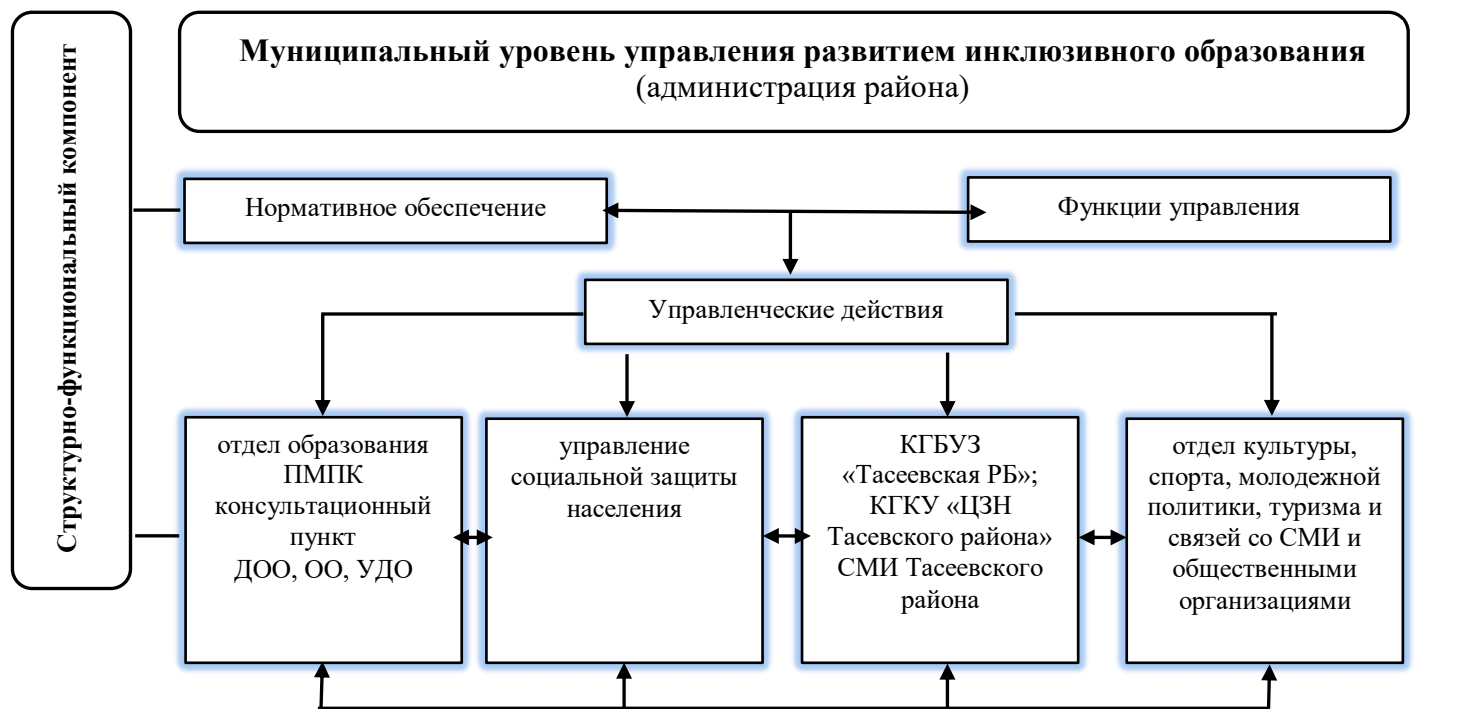 Структурно-функциональный компонент
Муниципальный уровень управления развитием инклюзивного образования
(администрация района)
Нормативное обеспечение
Функции управления
Управленческие действия
отдел образования
ПМПК
консультационный
пункт
ДОО, ОО, УДО
управление
социальной защиты
населения
КГБУЗ
«Тасеевская РБ»;
КГКУ «ЦЗН
Тасевского района»
СМИ Тасеевского
района
отдел культуры,
спорта, молодежной
политики, туризма и
связей со СМИ и
общественными
организациями